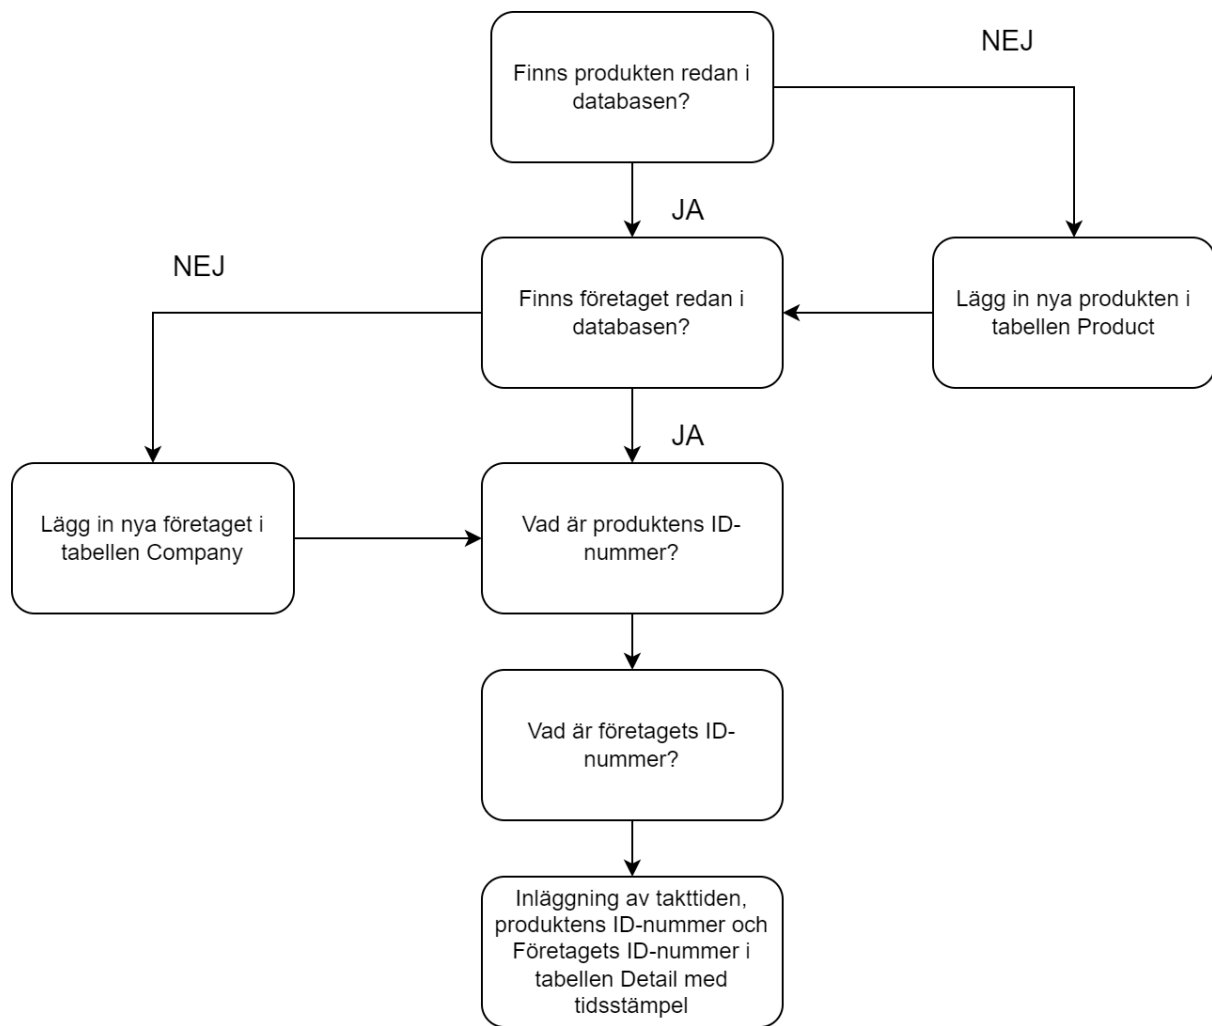 Finns produkten redan i
databasen?
NEJ
JA
NEJ
Finns företaget redan i
databasen?
Lägg in nya produkten i
tabellen Product
JA
Lägg in nya företaget i
tabellen Company
Vad är produktens ID-
nummer?
Vad är företagets ID-
nummer?
Inläggning av takttiden,
produktens ID-nummer och
Företagets ID-nummer i
tabellen Detail med
tidsstämpel